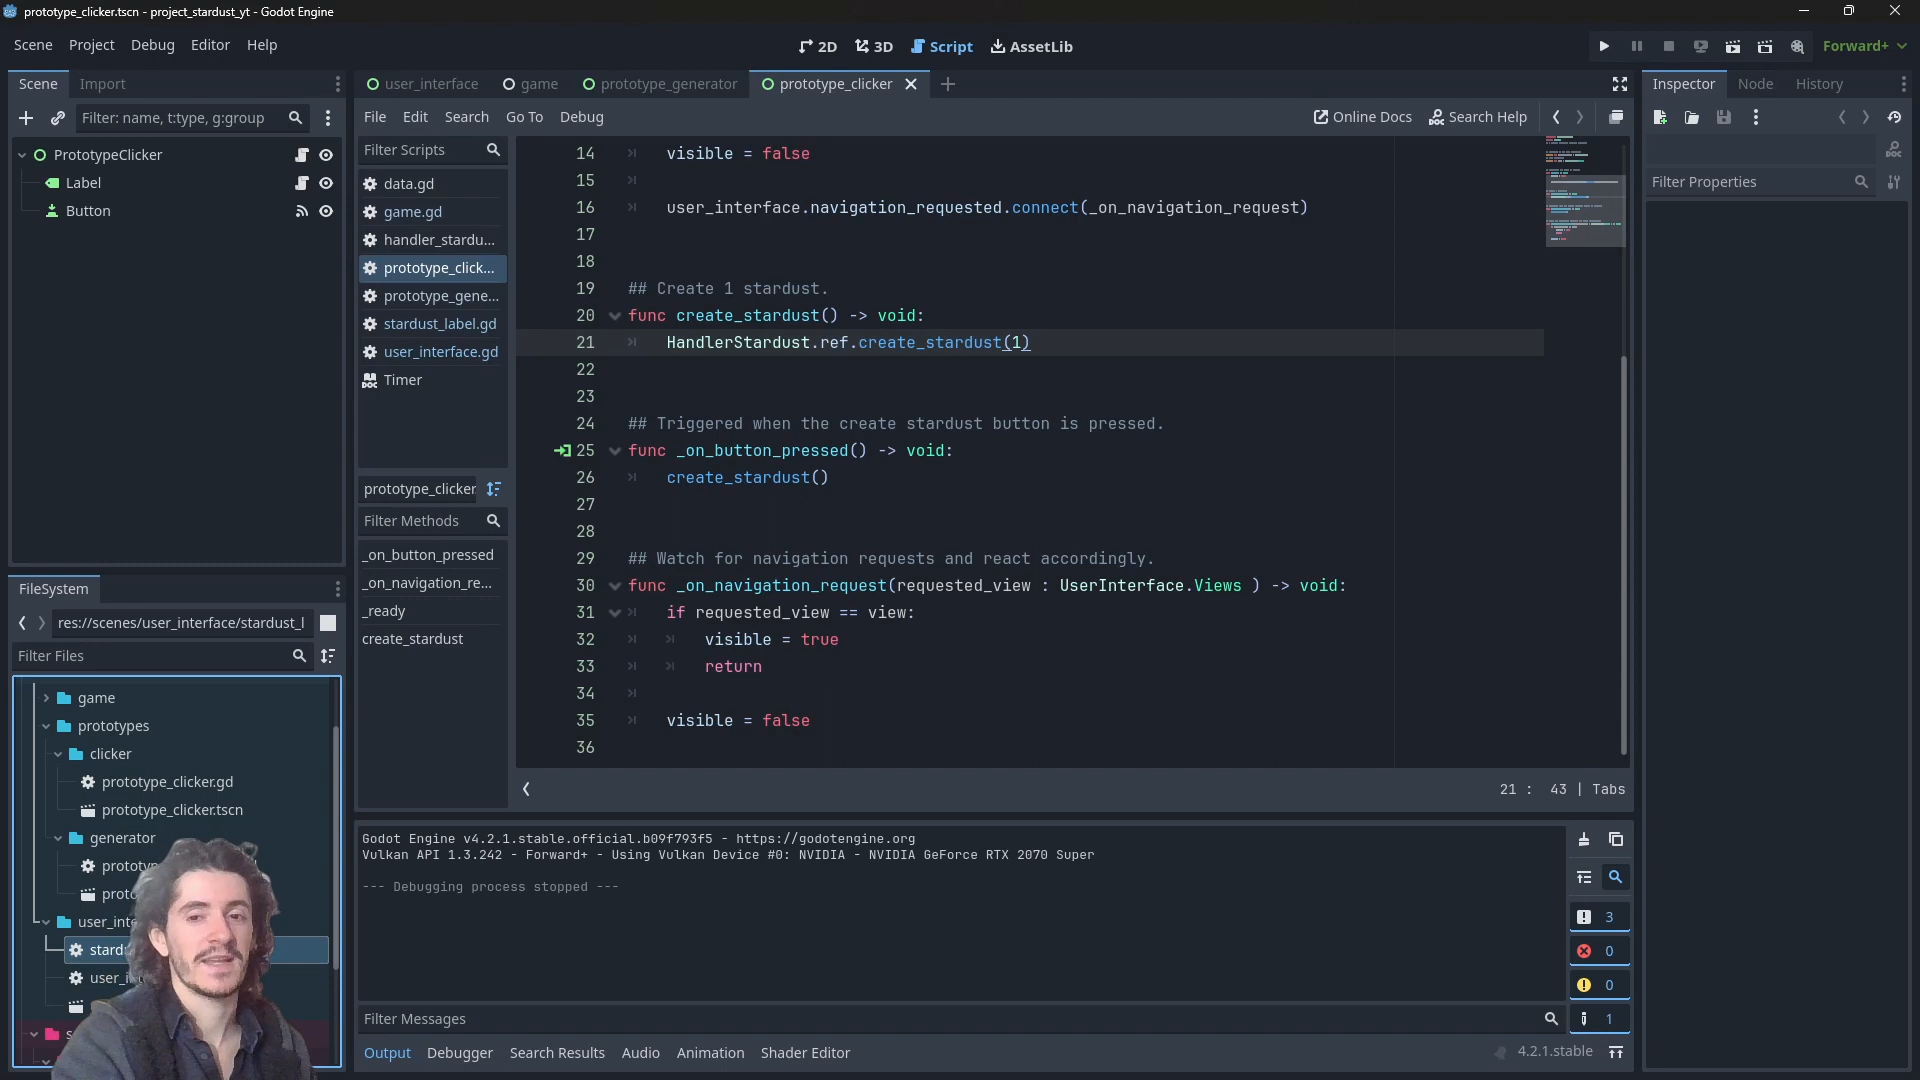 prototype_clicker.tscn - project_stardust_yt - Godot Engine
Scene Project Debug Editor Help
2D 3D Script AssetLib
Forward+
Scene Import
Filter: name, t:type, g:group
PrototypeClicker
Label
Button
FileSystem
res://scenes/user_interface/stardust_l
Filter Files
game
prototypes
clicker
prototype_clicker.gd
prototype_clicker.tscn
generator
user_inte
user_interface game prototype_generator prototype_clicker
File Edit Search Go To Debug
Online Docs Search Help
Filter Scripts
data.gd
game.gd
handler_stardu...
prototype_click...
prototype_gene...
stardust_label.gd
user_interface.gd
Timer
prototype_clicker
Filter Methods
_on_button_pressed
_on_navigation_re...
_ready
create_stardust
14 visible = false
15
16 user_interface.navigation_requested.connect(_on_navigation_request)
17
18
19 ## Create 1 stardust.
20 func create_stardust() -> void:
21 HandlerStardust.ref.create_stardust(1)
22
23
24 ## Triggered when the create stardust button is pressed.
25 func _on_button_pressed() -> void:
26 create_stardust()
27
28
29 ## Watch for navigation requests and react accordingly.
30 func _on_navigation_request(requested_view : UserInterface.Views ) -> void:
31 if requested_view == view:
32 visible = true
33 return
34
35 visible = false
36
21 : 43 | Tabs
Godot Engine v4.2.1.stable.official.b09f793f5 - https://godotengine.org
Vulkan API 1.3.242 - Forward+ - Using Vulkan Device #0: NVIDIA - NVIDIA GeForce RTX 2070 Super
--- Debugging process stopped ---
3
0
0
1
Filter Messages
Output Debugger Search Results Audio Animation Shader Editor
4.2.1.stable
Inspector Node History
Filter Properties